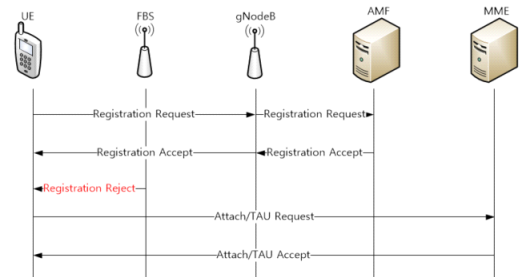 UE FBS gNodeB AMF MME
Registration Request Registration Request
Registration Accept Registration Accept
Registration Reject
Attach/TAU Request
Attach/TAU Accept